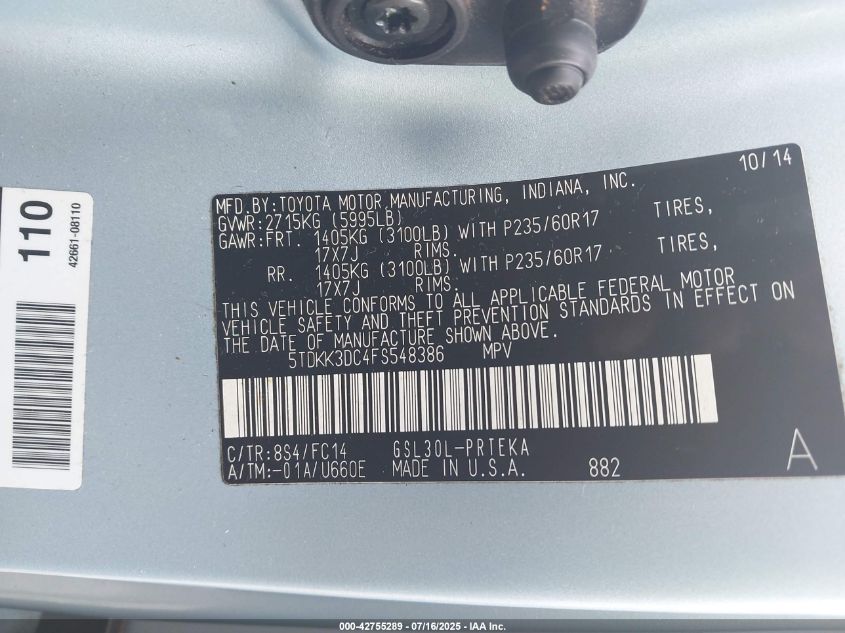 110
42661-08110
10/14
MFD.BY:TOYOTA MOTOR MANUFACTURING, INDIANA, INC.
GVWR:2715KG (5995LB)
GAWR:FRT. 1405KG (3100LB) WITH P235/60R17 TIRES,
17X7J RIMS.
RR. 1405KG (3100LB) WITH P235/60R17 TIRES,
17X7J RIMS.
THIS VEHICLE CONFORMS TO ALL APPLICABLE FEDERAL MOTOR
VEHICLE SAFETY AND THEFT PREVENTION STANDARDS IN EFFECT ON
THE DATE OF MANUFACTURE SHOWN ABOVE.
5TDKK3DC4FS548386 MPV
C/TR:8S4/FC14 GSL30L-PRTEKA
A/TM:-01A/U660E MADE IN U.S.A. 882 A
000-42755289 - 07/16/2025 - IAA Inc.